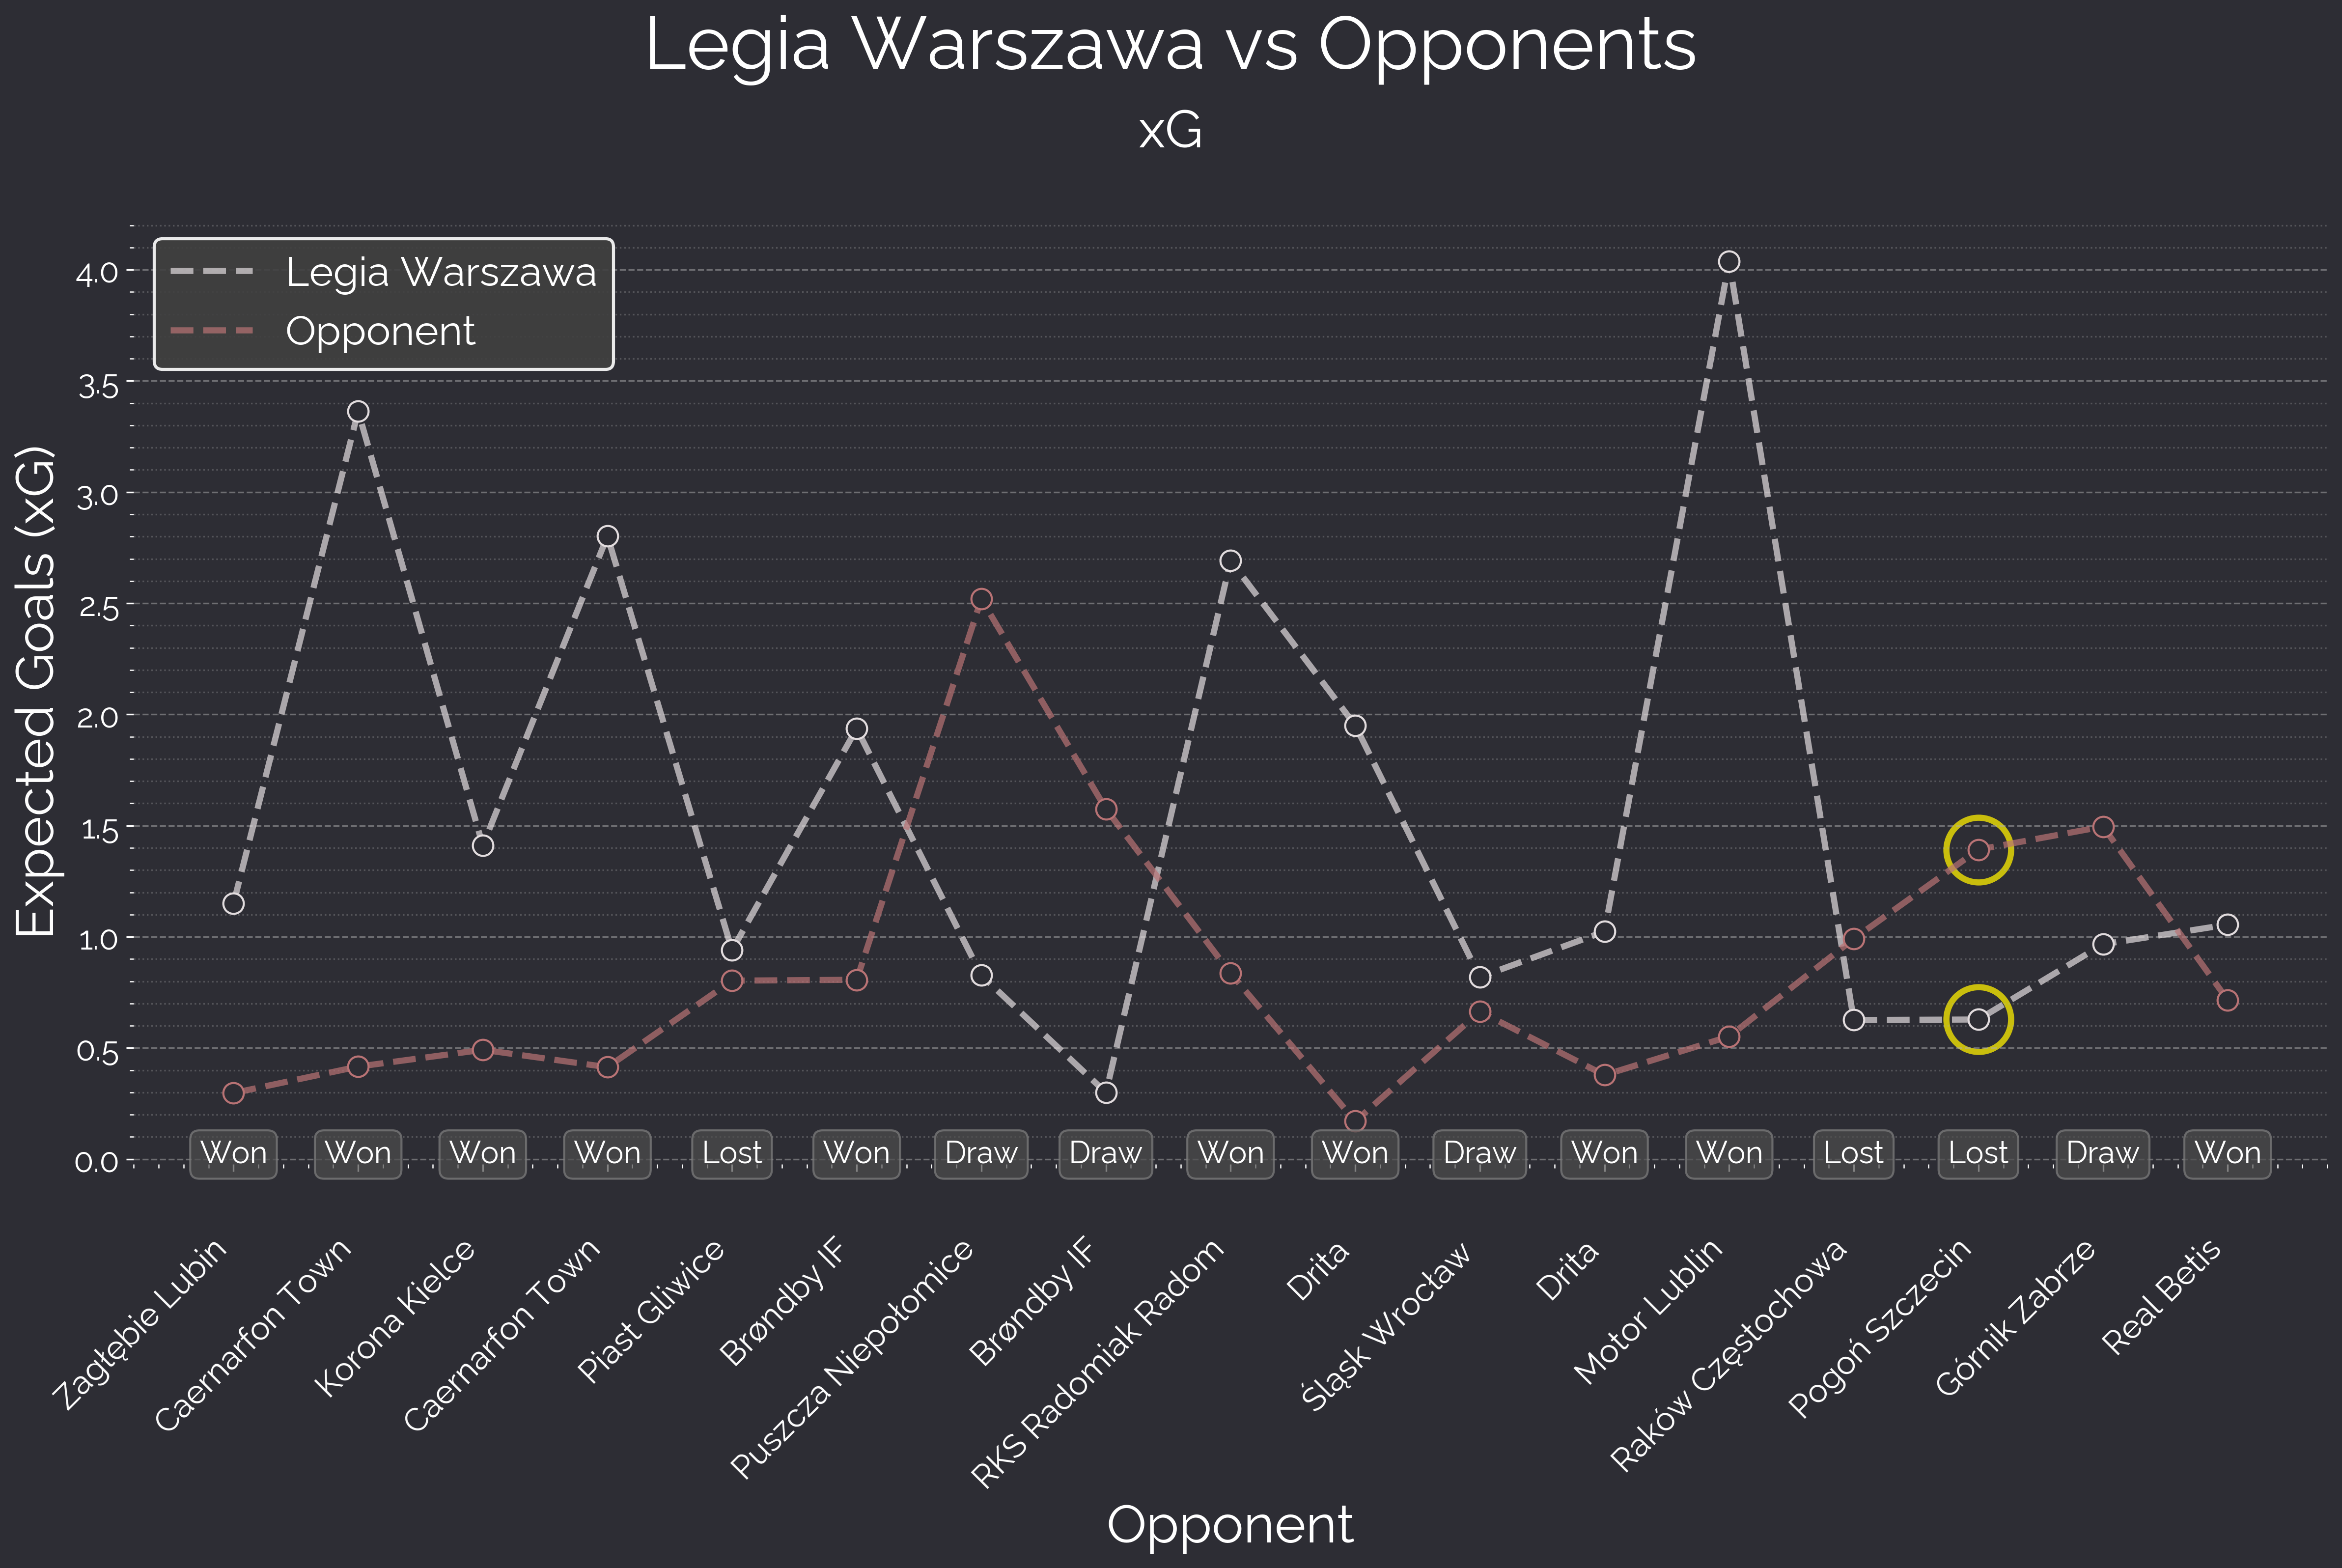 Legia Warszawa vs Opponents
xG
Legia Warszawa
Opponent
Expected Goals (xG)
4.0
3.5
3.0
2.5
2.0
1.5
1.0
0.5
0.0
Won Won Won Won Lost Won Draw Draw Won Won Draw Won Won Lost Lost Draw Won
Zagłębie Lubin
Caernarfon Town
Korona Kielce
Caernarfon Town
Piast Gliwice
Brøndby IF
Puszcza Niepołomice
Brøndby IF
RKS Radomiak Radom
Drita
Śląsk Wrocław
Drita
Motor Lublin
Raków Częstochowa
Pogoń Szczecin
Górnik Zabrze
Real Betis
Opponent